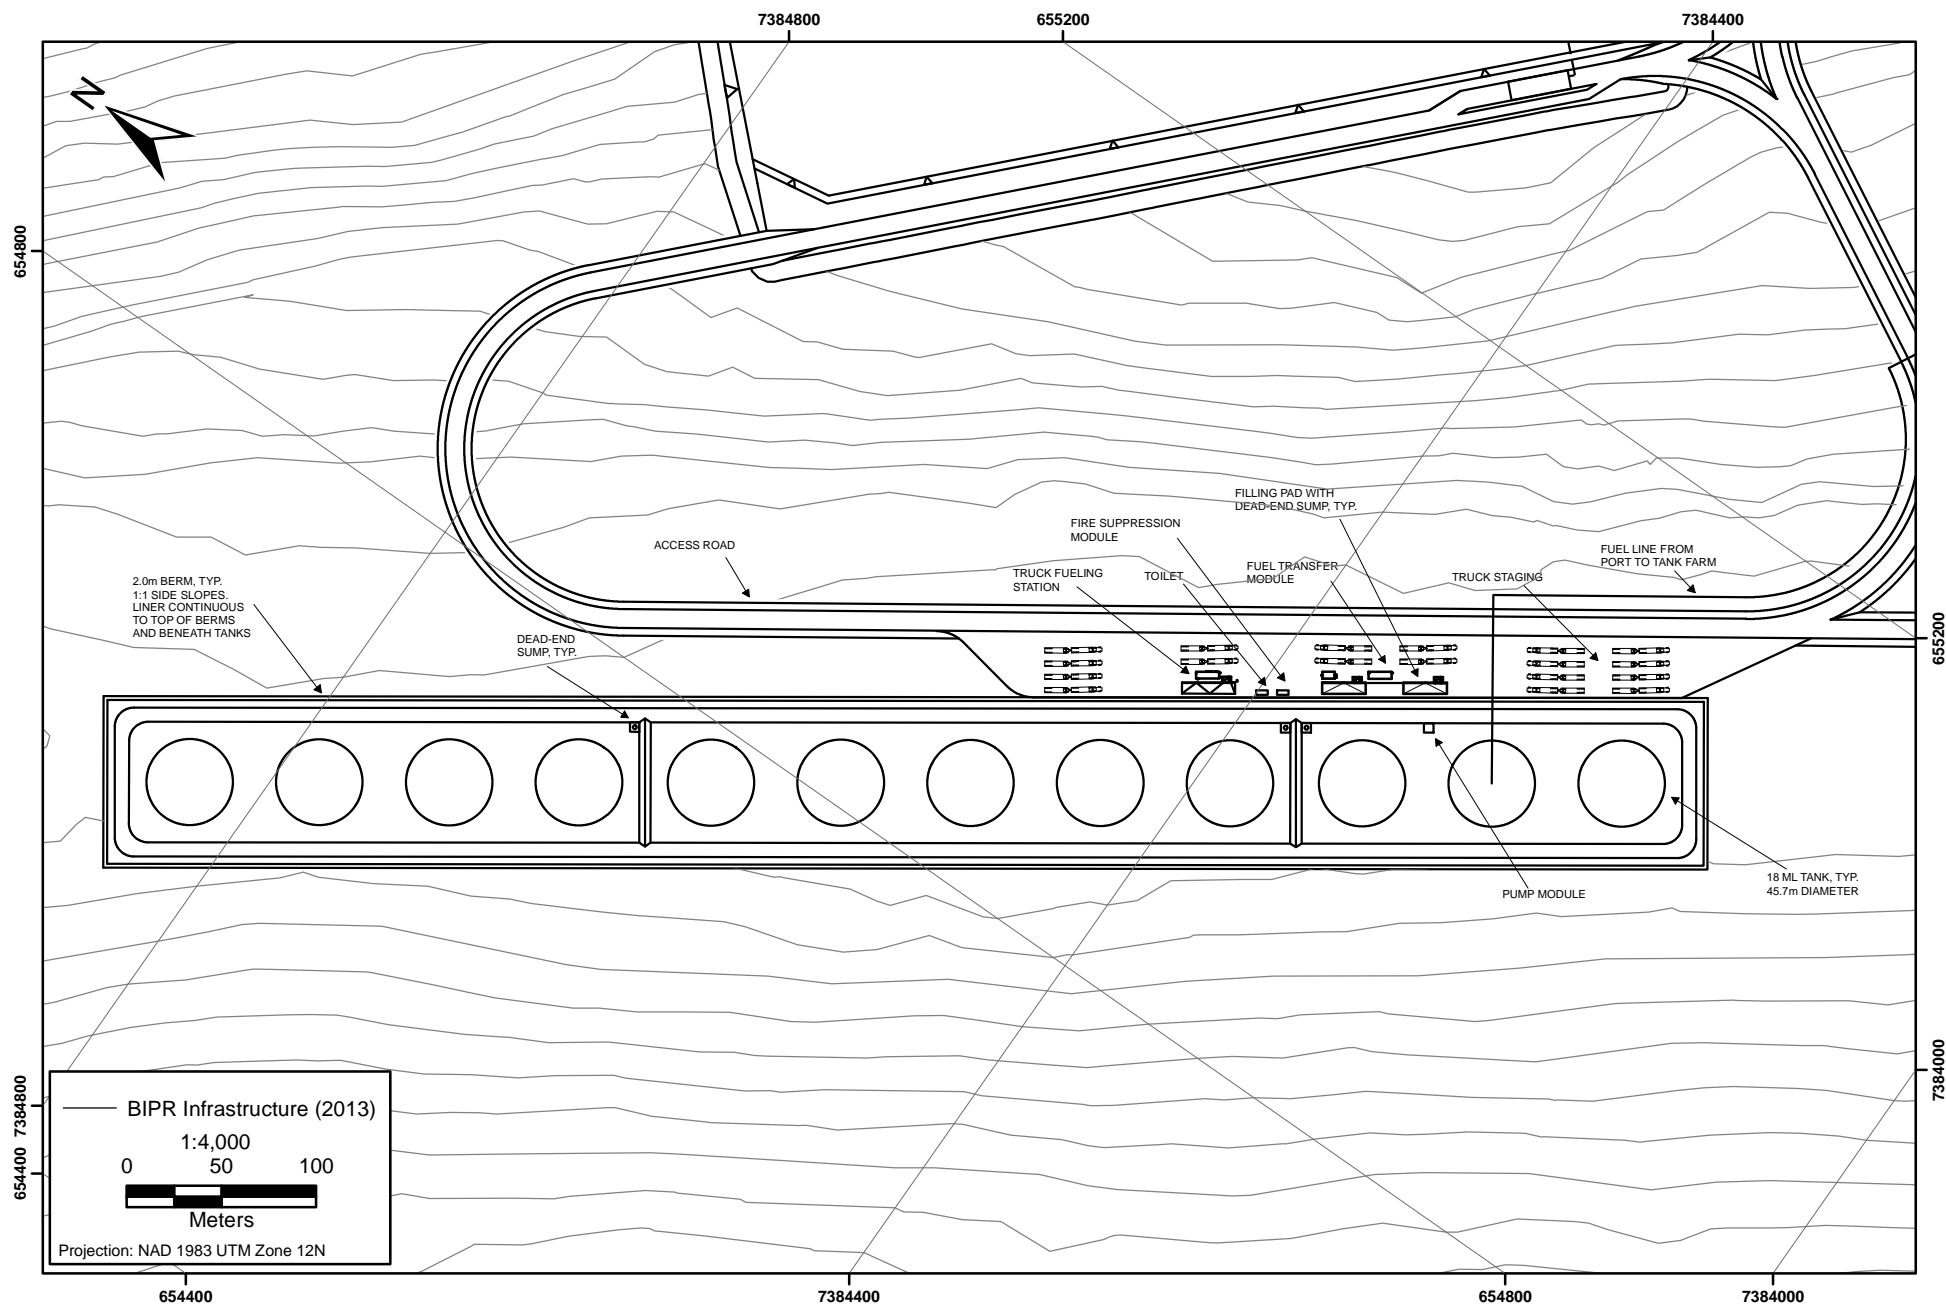 7384800
655200
7384400
N
654800
FILLING PAD WITH
DEAD-END SUMP, TYP.
FIRE SUPPRESSION
MODULE
ACCESS ROAD
FUEL LINE FROM
PORT TO TANK FARM
TRUCK FUELING
STATION
TOILET
FUEL TRANSFER
MODULE
TRUCK STAGING
2.0m BERM, TYP.
1:1 SIDE SLOPES.
LINER CONTINUOUS
TO TOP OF BERMS
AND BENEATH TANKS
DEAD-END
SUMP, TYP.
655200
PUMP MODULE
18 ML TANK, TYP.
45.7m DIAMETER
7384000
7384800
654400
BIPR Infrastructure (2013)
1:4,000
0 50 100
Meters
Projection: NAD 1983 UTM Zone 12N
654400
7384400
654800
7384000